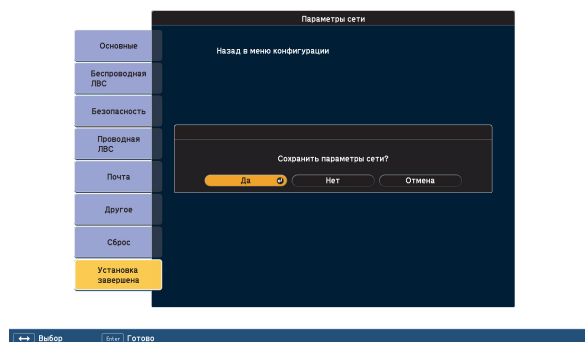 Параметры сети
Основные
Назад в меню конфигурации
Беспроводная
ЛВС
Безопасность
Проводная
ЛВС
Сохранить параметры сети?
Да
Нет
Отмена
Почта
Другое
Сброс
Установка
завершена
Выбор
Enter Готово